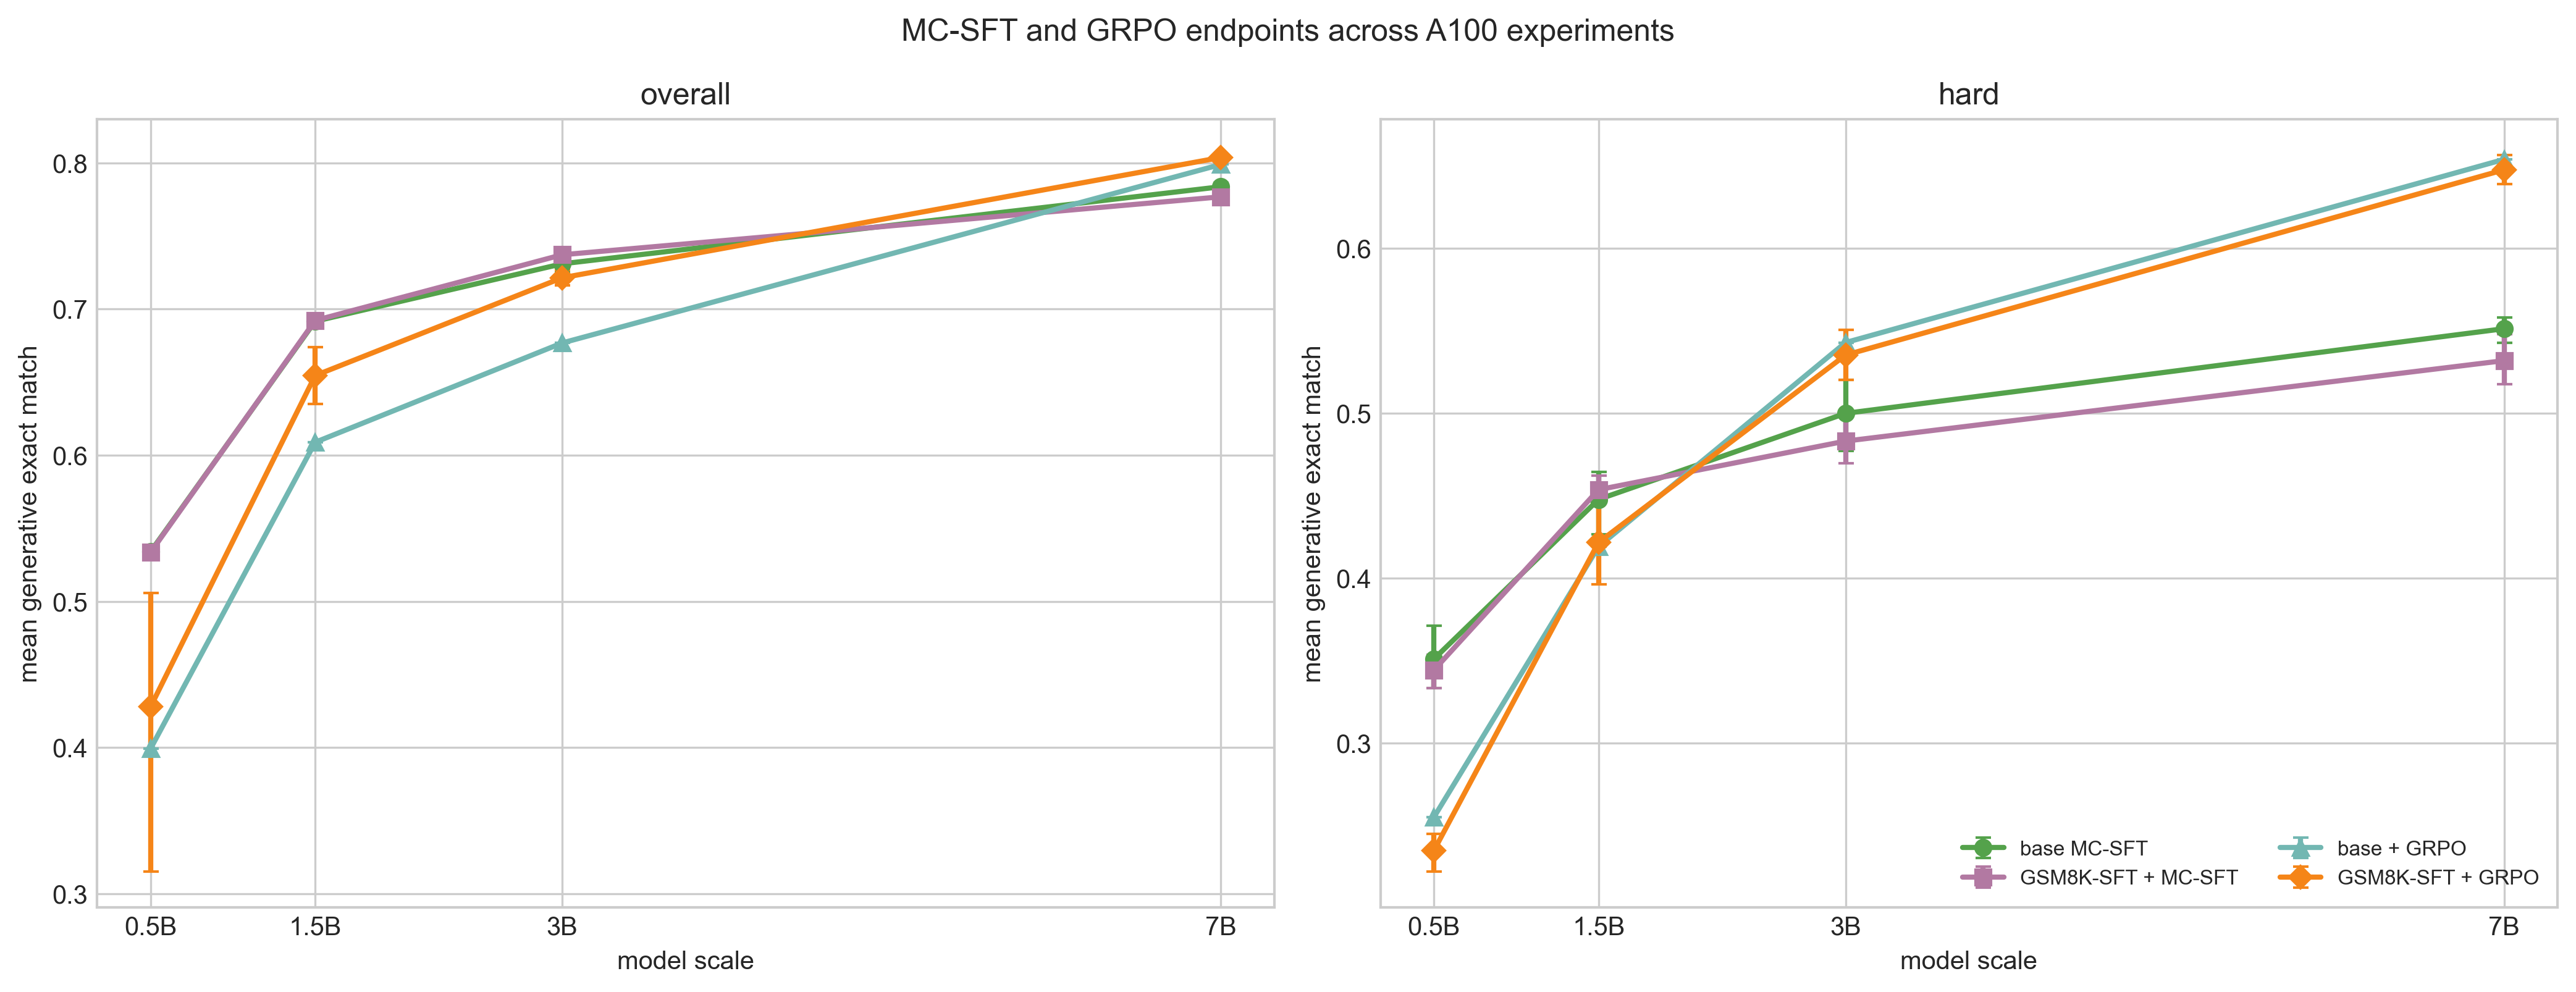 MC-SFT and GRPO endpoints across A100 experiments
overall
mean generative exact match
0.8
0.7
0.6
0.5
0.4
0.3
0.5B 1.5B 3B 7B
model scale
hard
mean generative exact match
0.6
0.5
0.4
0.3
base MC-SFT
GSM8K-SFT + MC-SFT
base + GRPO
GSM8K-SFT + GRPO
0.5B 1.5B 3B 7B
model scale